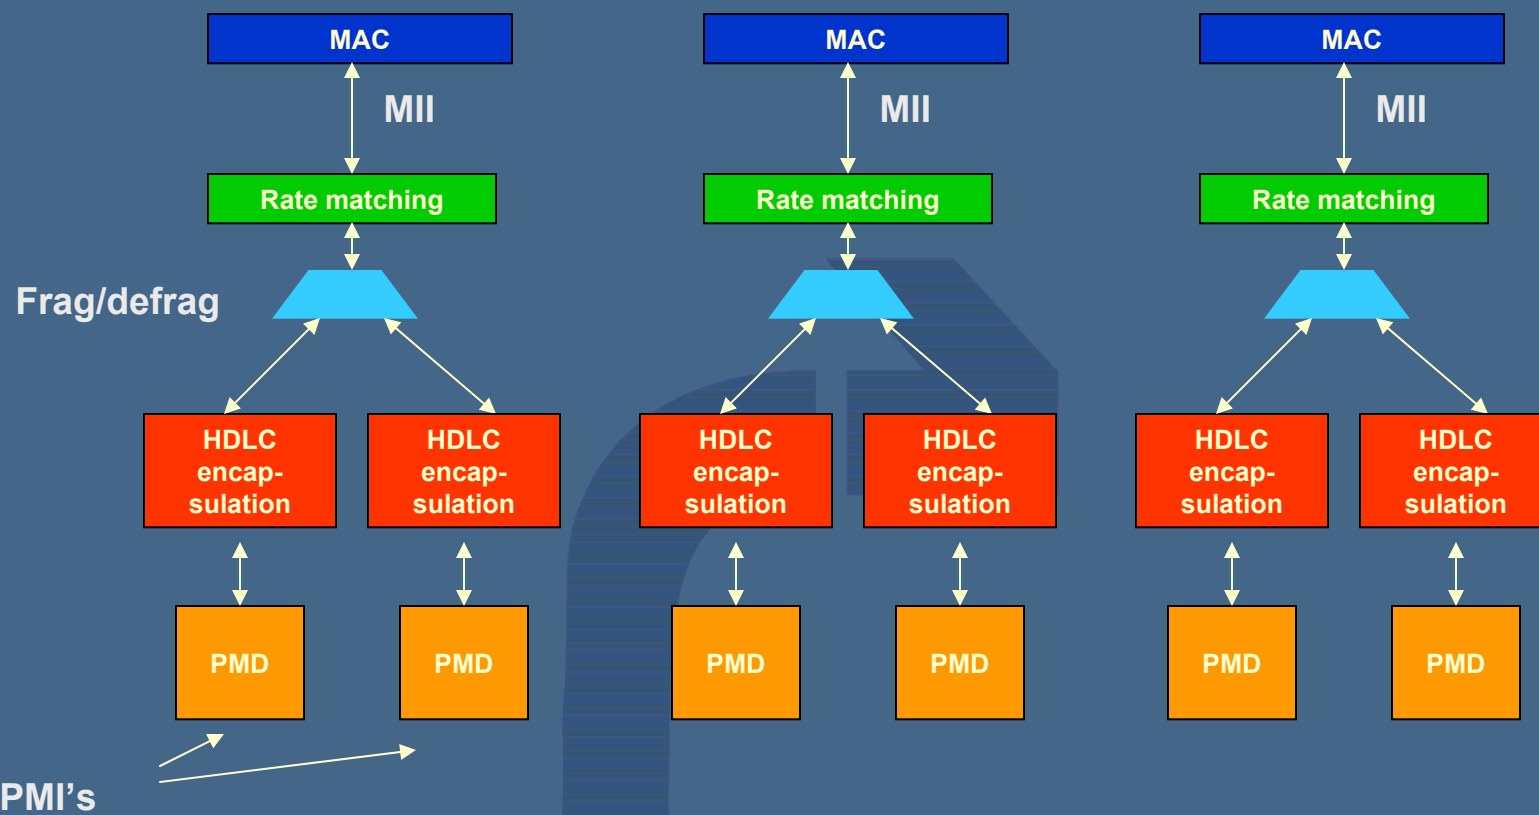 MAC MAC MAC
MII MII MII
Rate matching Rate matching Rate matching
Frag/defrag
HDLC HDLC HDLC HDLC HDLC HDLC
encap- encap- encap- encap- encap- encap-
sulation sulation sulation sulation sulation sulation
PMD PMD PMD PMD PMD PMD
PMI's